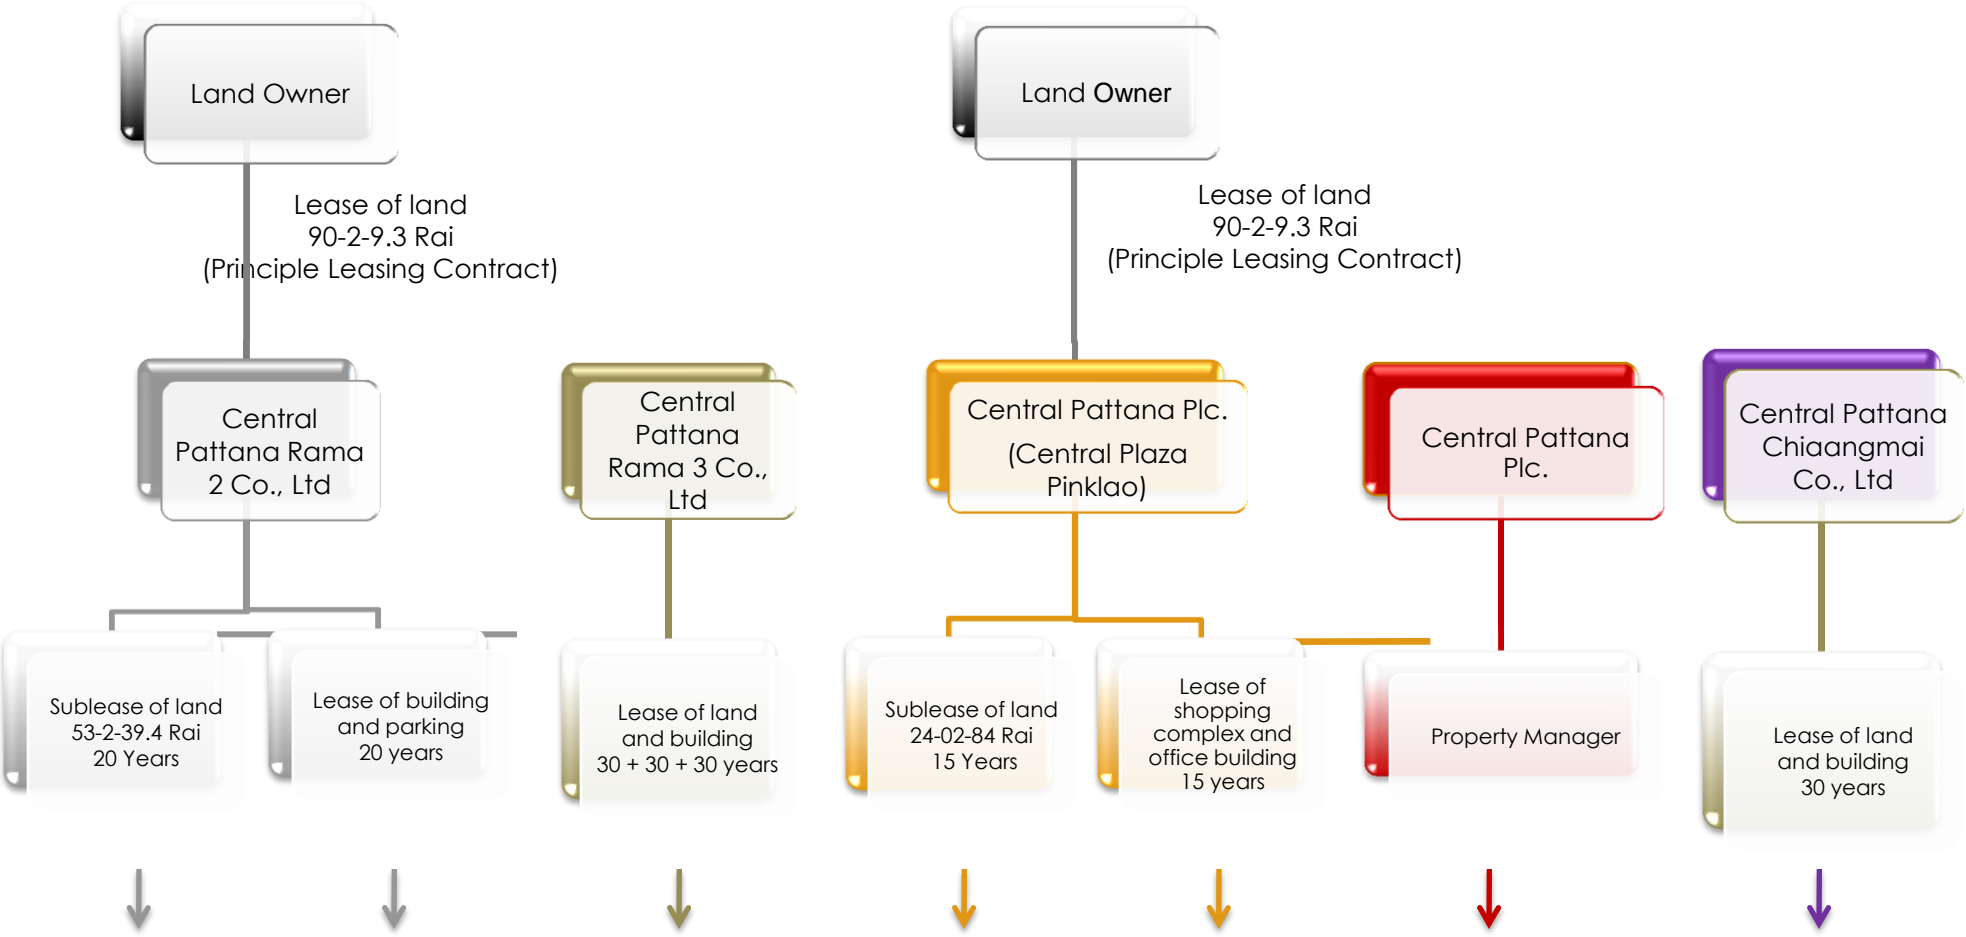 Land Owner
Land Owner
Lease of land
90-2-9.3 Rai
(Principle Leasing Contract)
Lease of land
90-2-9.3 Rai
(Principle Leasing Contract)
Central
Pattana Rama
2 Co., Ltd
Central
Pattana
Rama 3 Co.,
Ltd
Central Pattana Plc.
(Central Plaza
Pinklao)
Central Pattana
Plc.
Central Pattana
Chiaangmai
Co., Ltd
Sublease of land
53-2-39.4 Rai
20 Years
Lease of building
and parking
20 years
Lease of land
and building
30 + 30 + 30 years
Sublease of land
24-02-84 Rai
15 Years
Lease of
shopping
complex and
office building
15 years
Property Manager
Lease of land
and building
30 years